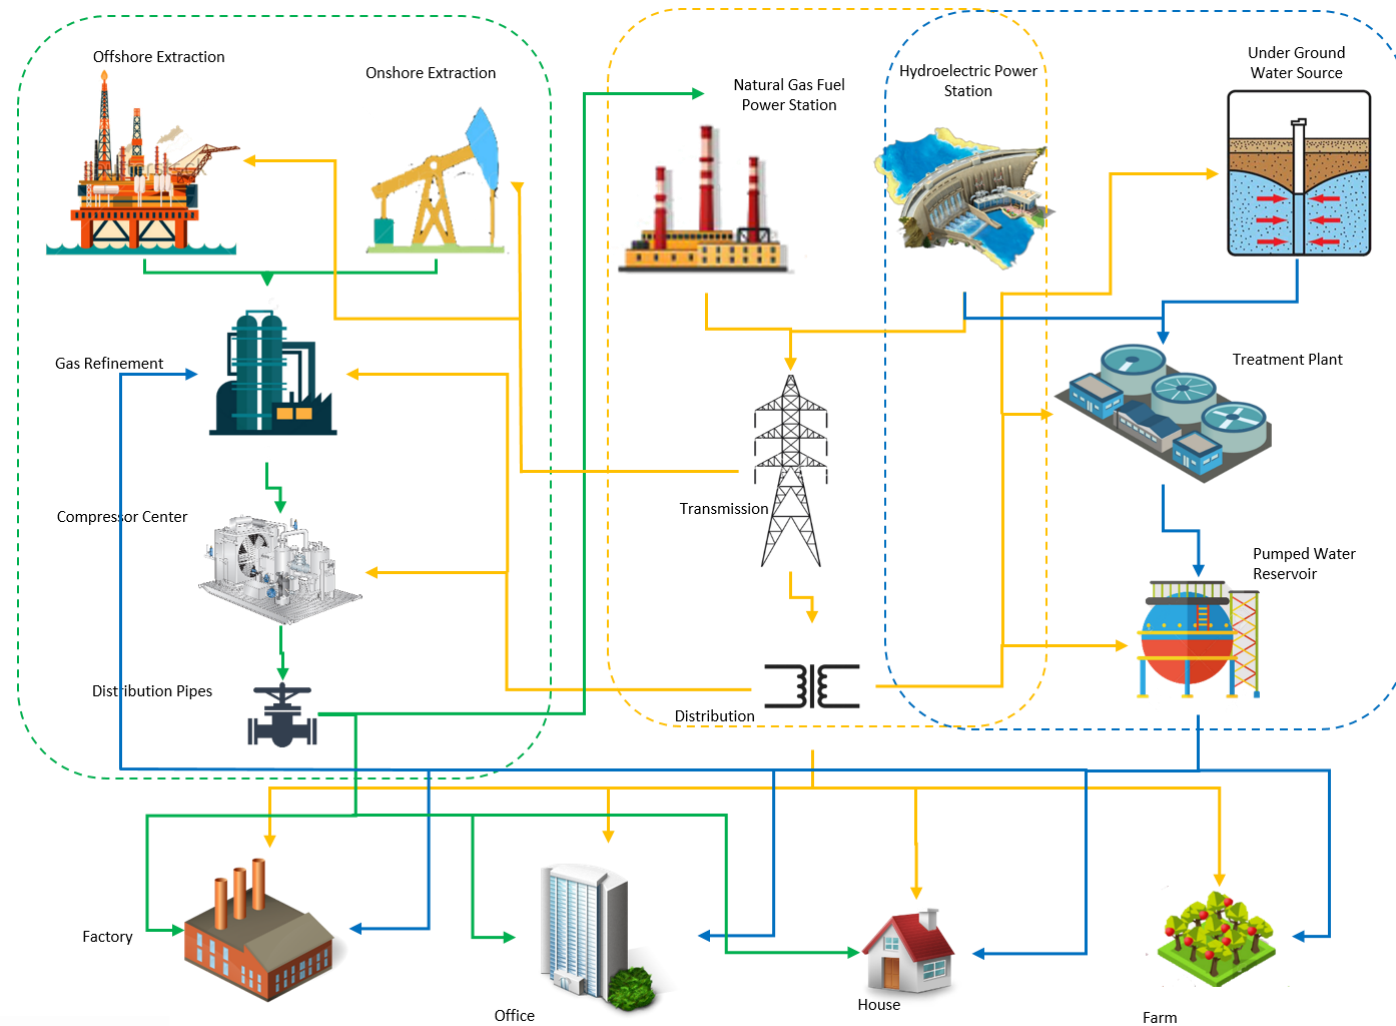 Offshore Extraction
Onshore Extraction
Natural Gas Fuel
Power Station
Hydroelectric Power
Station
Under Ground
Water Source
Gas Refinement
Treatment Plant
Compressor Center
Transmission
Pumped Water
Reservoir
Distribution Pipes
Distribution
Factory
Office
House
Farm